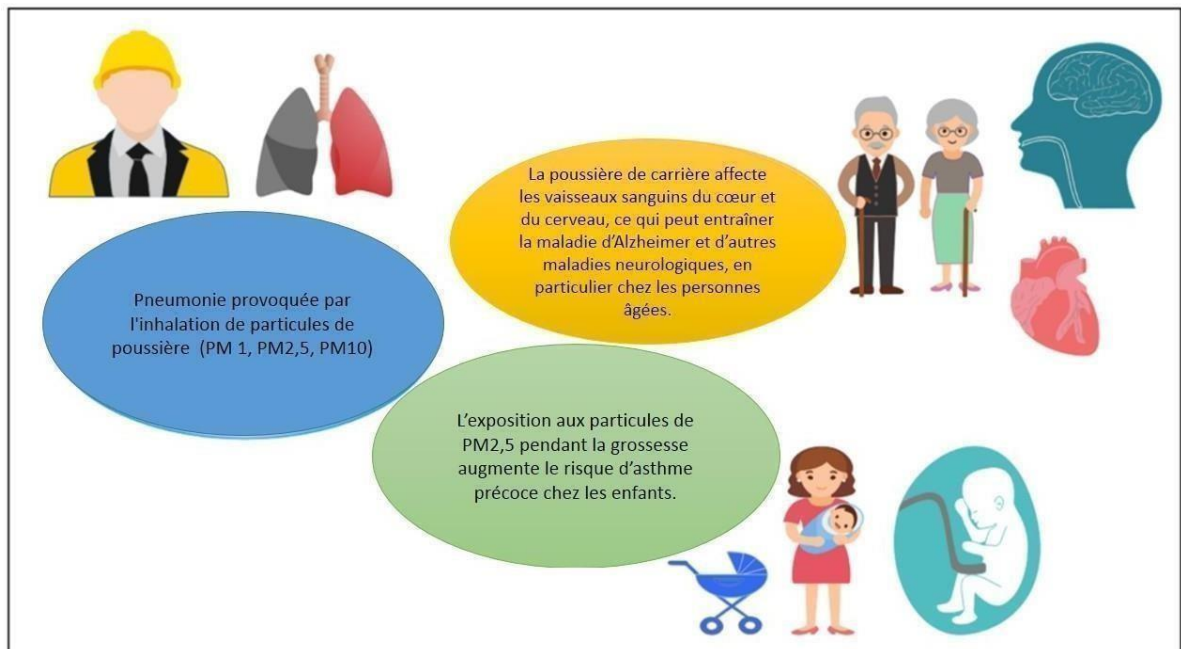 La poussière de carrière affecte
les vaisseaux sanguins du cœur et
du cerveau, ce qui peut entraîner
la maladie d’Alzheimer et d’autres
maladies neurologiques, en
particulier chez les personnes
âgées.
Pneumonie provoquée par
l'inhalation de particules de
poussière (PM 1, PM2,5, PM10)
L’exposition aux particules de
PM2,5 pendant la grossesse
augmente le risque d’asthme
précoce chez les enfants.